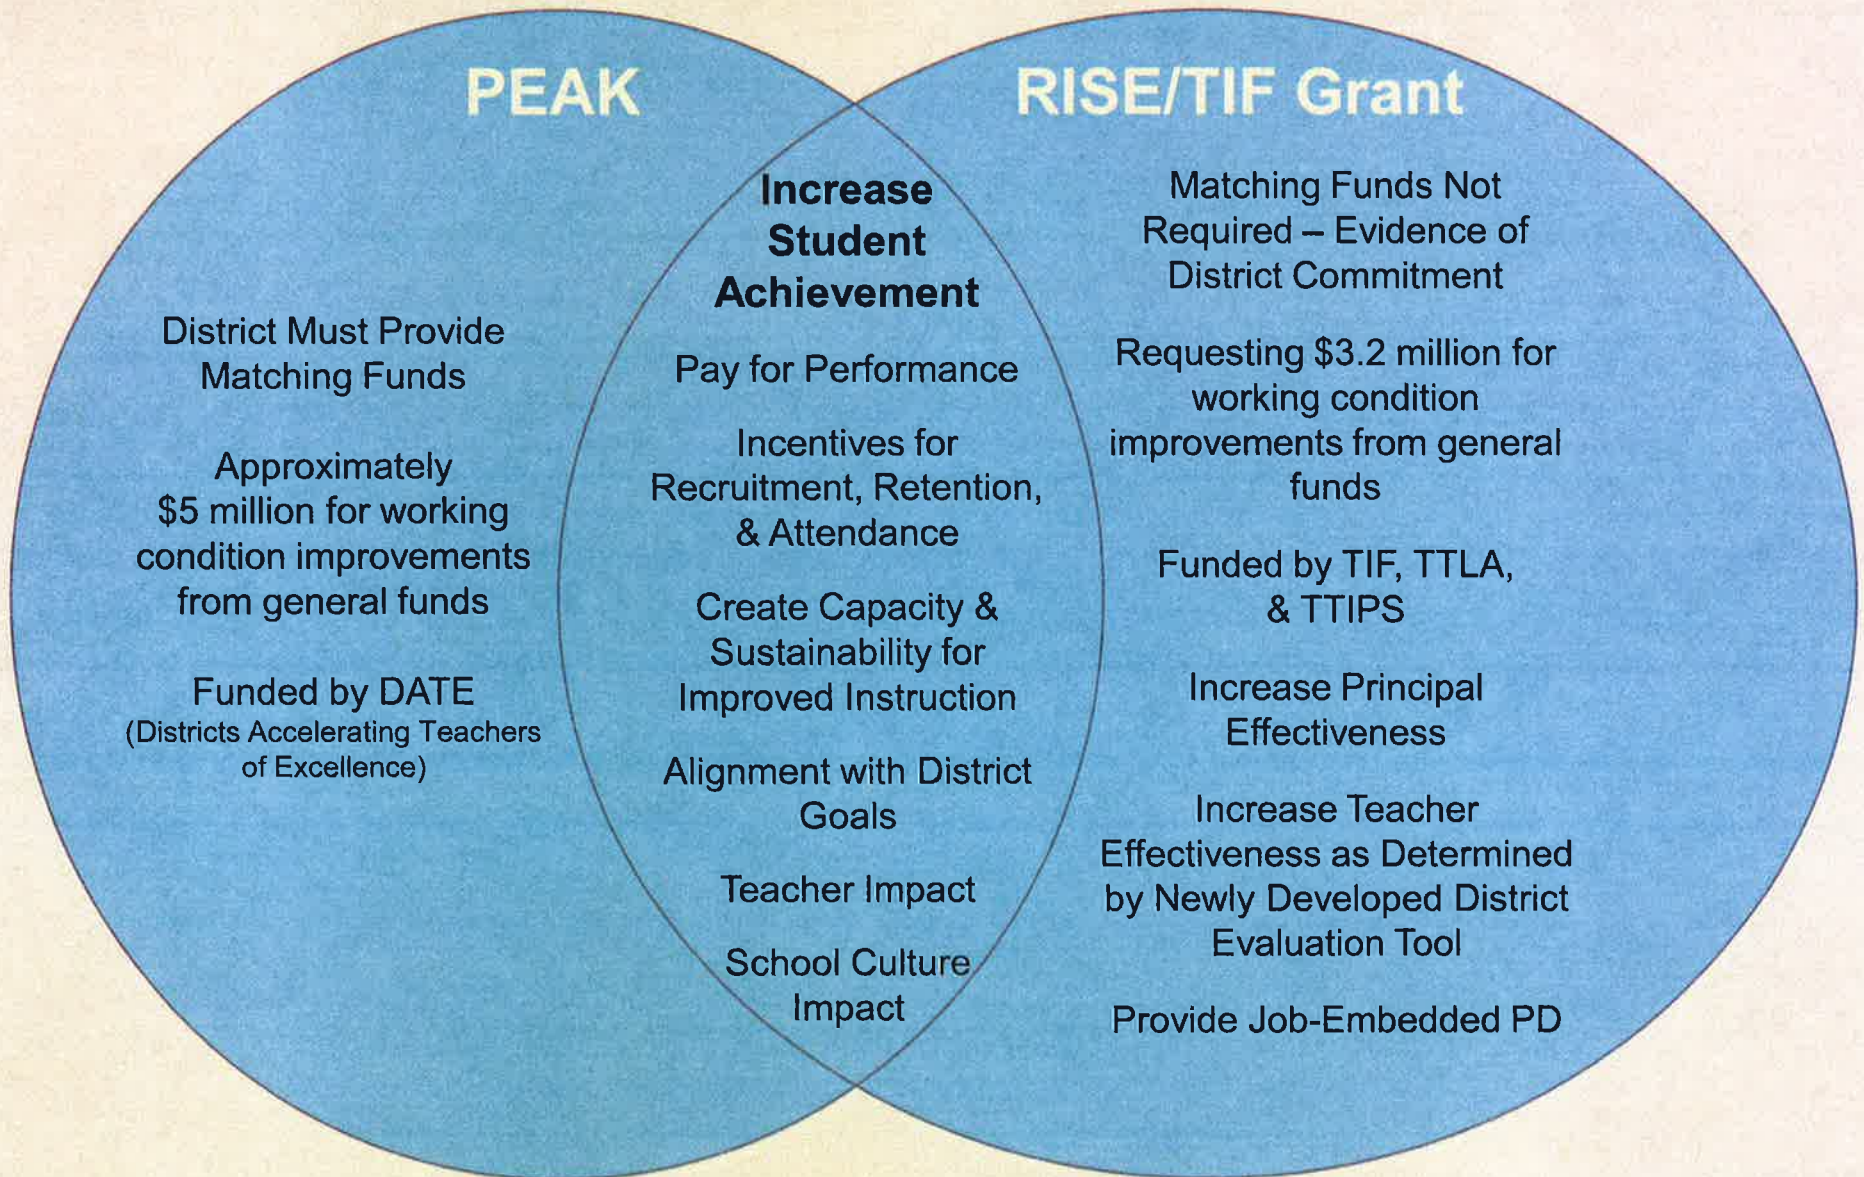 PEAK
District Must Provide
Matching Funds
Approximately
$5 million for working
condition improvements
from general funds
Funded by DATE
(Districts Accelerating Teachers
of Excellence)
Increase
Student
Achievement
Pay for Performance
Incentives for
Recruitment, Retention,
& Attendance
Create Capacity &
Sustainability for
Improved Instruction
Alignment with District
Goals
Teacher Impact
School Culture
Impact
RISE/TIF Grant
Matching Funds Not
Required – Evidence of
District Commitment
Requesting $3.2 million for
working condition
improvements from general
funds
Funded by TIF, TTLA,
& TTIPS
Increase Principal
Effectiveness
Increase Teacher
Effectiveness as Determined
by Newly Developed District
Evaluation Tool
Provide Job-Embedded PD